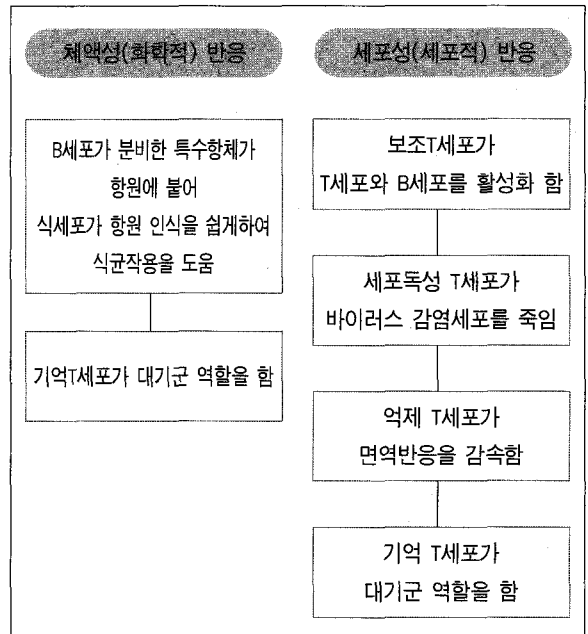 체액성(화학적) 반응
B세포가 분비한 특수항체가
항원에 붙어
식세포가 항원 인식을 쉽게하여
식균작용을 도움
기억T세포가 대기군 역할을 함
세포성(세포적) 반응
보조T세포가
T세포와 B세포를 활성화 함
세포독성 T세포가
바이러스 감염세포를 죽임
억제 T세포가
면역반응을 감속함
기억 T세포가
대기군 역할을 함